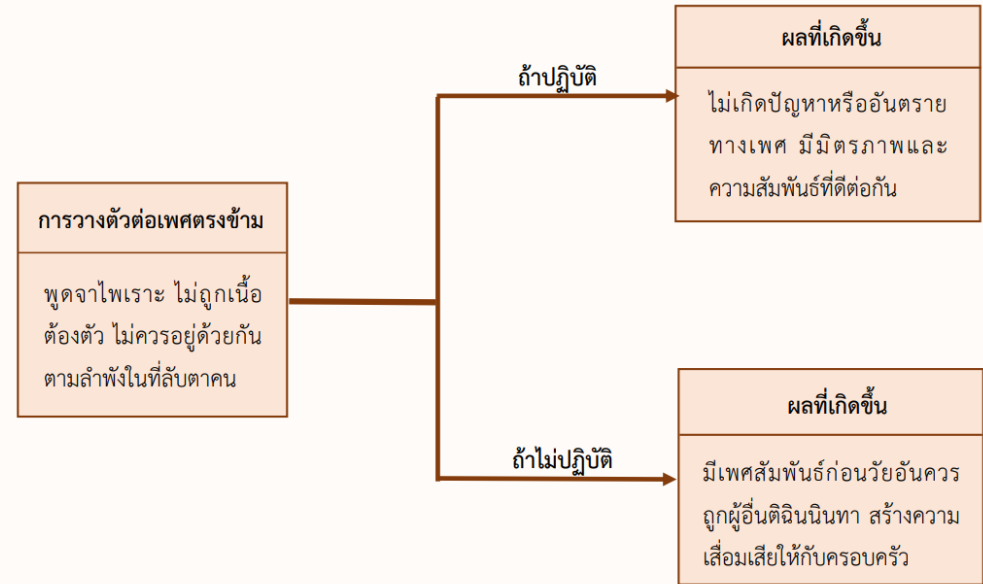 ผลที่เกิดขึ้น
ถ้าปฏิบัติ
ไม่เกิดปัญหาหรืออันตราย
ทางเพศ มีมิตรภาพและ
ความสัมพันธ์ที่ดีต่อกัน
การวางตัวต่อเพศตรงข้าม
พูดจาไพเราะ ไม่ถูกเนื้อ
ต้องตัว ไม่ควรอยู่ด้วยกัน
ตามลำพังในที่ลับตาคน
ผลที่เกิดขึ้น
ถ้าไม่ปฏิบัติ
มีเพศสัมพันธ์ก่อนวัยอันควร
ถูกผู้อื่นติฉินนินทา สร้างความ
เสื่อมเสียให้กับครอบครัว